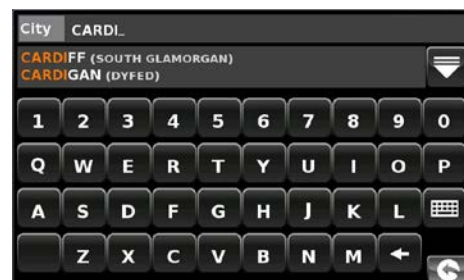 City CARDI_
CARDIFF (SOUTH GLAMORGAN)
CARDIGAN (DYFED)
1 2 3 4 5 6 7 8 9 0
Q W E R T Y U I O P
A S D F G H J K L
Z X C V B N M